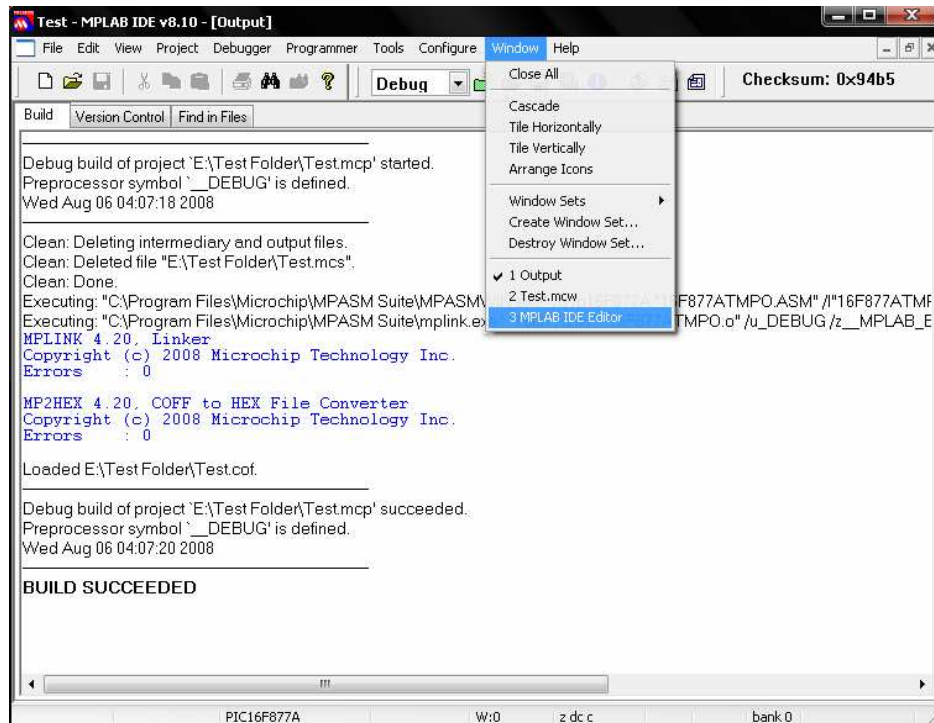 Test - MPLAB IDE v8.10 - [Output]
File Edit View Project Debugger Programmer Tools Configure Window Help
Debug
Checksum: 0x94b5
Build Version Control Find in Files
Close All
Cascade
Tile Horizontally
Tile Vertically
Arrange Icons
Window Sets
Create Window Set...
Destroy Window Set...
1 Output
2 Test.mcw
3 MPLAB IDE Editor
Debug build of project `E:\Test Folder\Test.mcp' started.
Preprocessor symbol `__DEBUG' is defined.
Wed Aug 06 04:07:18 2008
Clean: Deleting intermediary and output files.
Clean: Deleted file "E:\Test Folder\Test.mcs".
Clean: Done.
Executing: "C:\Program Files\Microchip\MPASM Suite\MPASM 6F877ATMPO.ASM" /l"16F877ATMF
Executing: "C:\Program Files\Microchip\MPASM Suite\mplink.ex TMPO.o" /u_DEBUG /z__MPLAB_E
MPLINK 4.20, Linker
Copyright (c) 2008 Microchip Technology Inc.
Errors : 0
MP2HEX 4.20, COFF to HEX File Converter
Copyright (c) 2008 Microchip Technology Inc.
Errors : 0
Loaded E:\Test Folder\Test.cof.
Debug build of project `E:\Test Folder\Test.mcp' succeeded.
Preprocessor symbol `__DEBUG' is defined.
Wed Aug 06 04:07:20 2008
BUILD SUCCEEDED
PIC16F877A W:0 z dc c bank 0